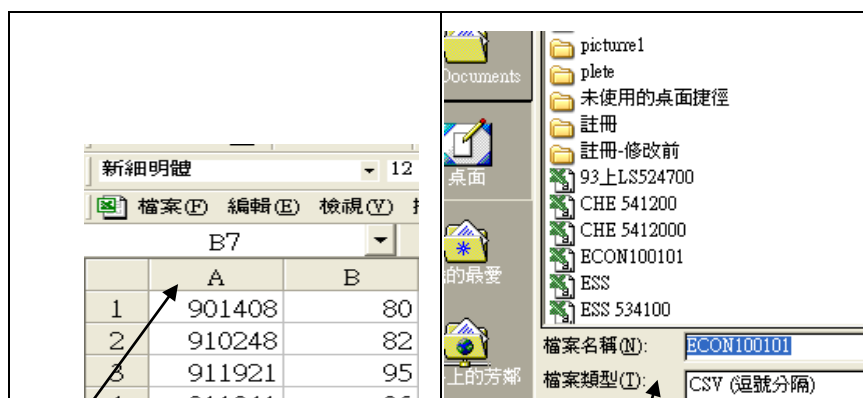 新細明體 12
檔案(F) 編輯(E) 檢視(V)
B7
A B
1 901408 80
2 910248 82
3 911921 95
Documents
桌面
的最愛
上的芳鄰
picturre1
plete
未使用的桌面捷徑
註冊
註冊-修改前
93上LS524700
CHE 541200
CHE 5412000
ECON100101
ESS
ESS 534100
檔案名稱(N): ECON100101
檔案類型(T): CSV (逗號分隔)